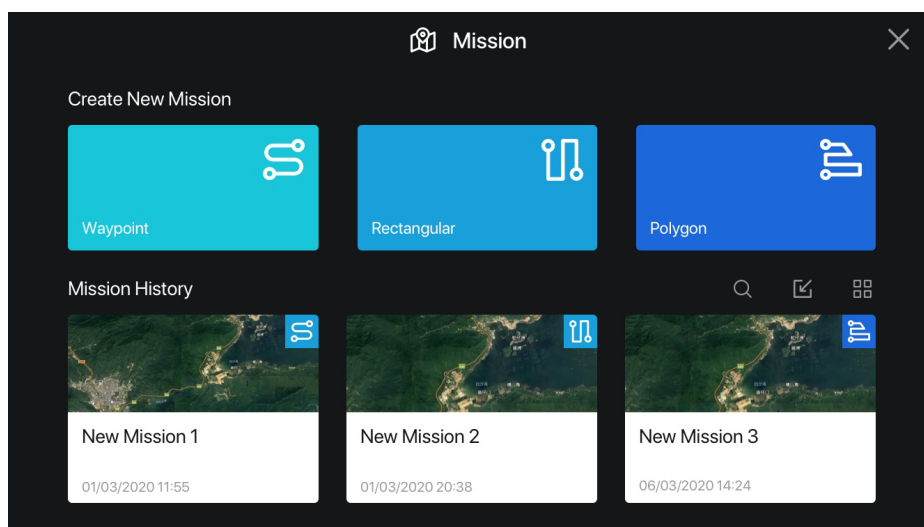 Mission
Create New Mission
Waypoint
Rectangular
Polygon
Mission History
New Mission 1
New Mission 2
New Mission 3
01/03/2020 11:55
01/03/2020 20:38
06/03/2020 14:24